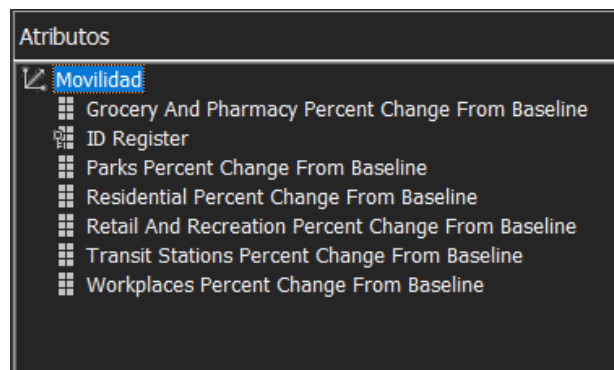 Atributos
Movilidad
Grocery And Pharmacy Percent Change From Baseline
ID Register
Parks Percent Change From Baseline
Residential Percent Change From Baseline
Retail And Recreation Percent Change From Baseline
Transit Stations Percent Change From Baseline
Workplaces Percent Change From Baseline